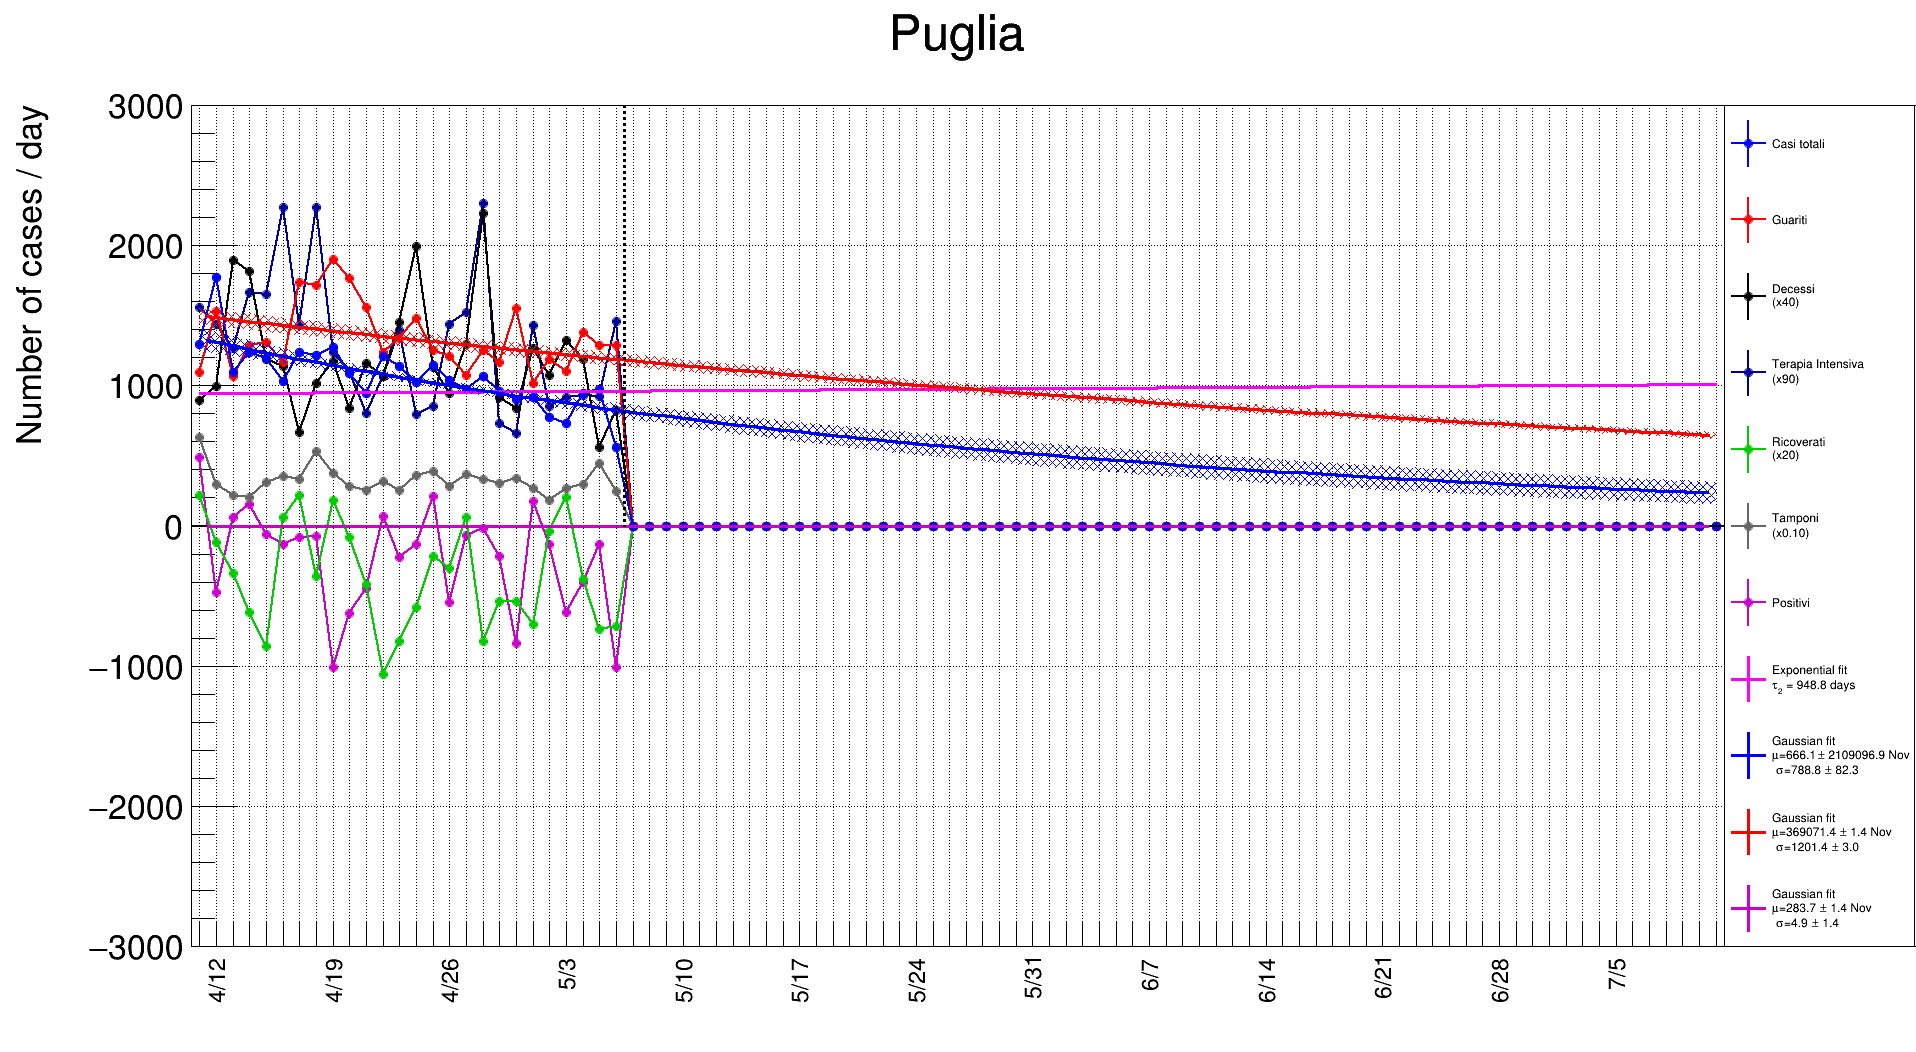 Puglia
Number of cases / day
3000
2000
1000
0
−1000
−2000
−3000
4/12
4/19
4/26
5/3
5/10
5/17
5/24
5/31
6/7
6/14
6/21
6/28
7/5
Casi totali
Guariti
Decessi
(x40)
Terapia Intensiva
(x90)
Ricoverati
(x20)
Tamponi
(x0.10)
Positivi
Exponential fit
τ2 = 948.8 days
Gaussian fit
μ=666.1 ± 2109096.9 Nov
σ=788.8 ± 82.3
Gaussian fit
μ=369071.4 ± 1.4 Nov
σ=1201.4 ± 3.0
Gaussian fit
μ=283.7 ± 1.4 Nov
σ=4.9 ± 1.4